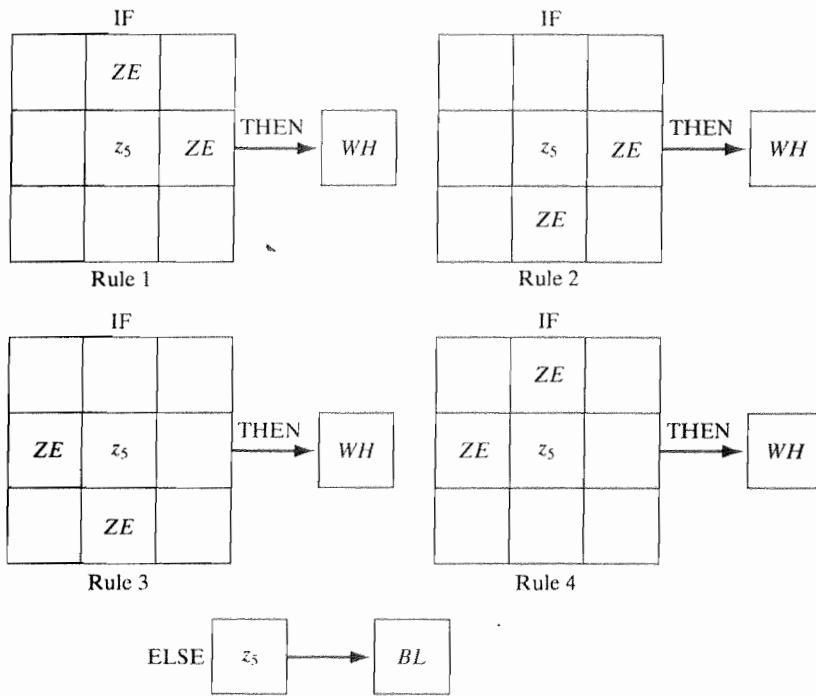 IF
ZE
z5 ZE THEN WH
Rule 1
IF
z5 ZE THEN WH
ZE
Rule 2
IF
ZE z5 THEN WH
ZE
Rule 3
IF
ZE
ZE z5 THEN WH
Rule 4
ELSE z5 BL